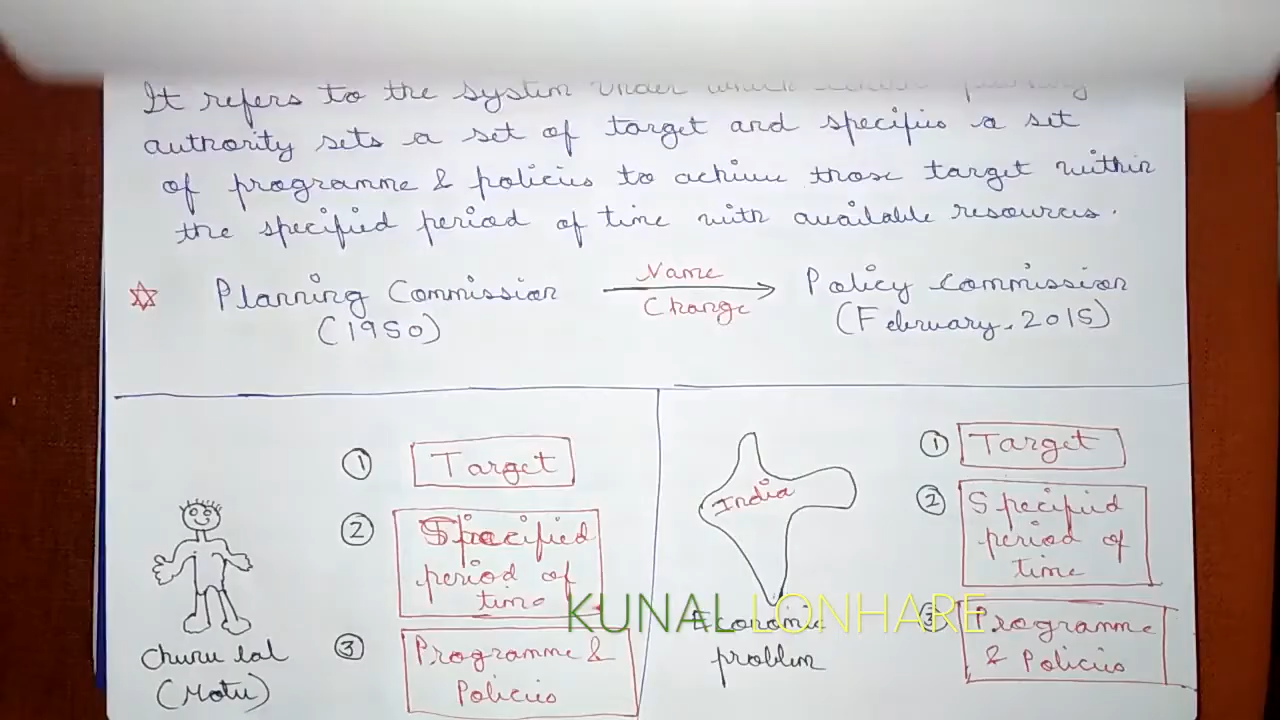 It refers to the system under which
authority sets a set of target and specifies a set
of programme & policies to achieve those target within
the specified period of time with available resources.
Planning Commission
(1950)
Name
Change
Policy Commission
(February, 2015)
① Target
② Specified
period of
time
③ Programme &
Policies
Churu lal
(Motu)
India
Economic
problem
① Target
② Specified
period of
time
③ Programme
& Policies
KUNAL LONHARE